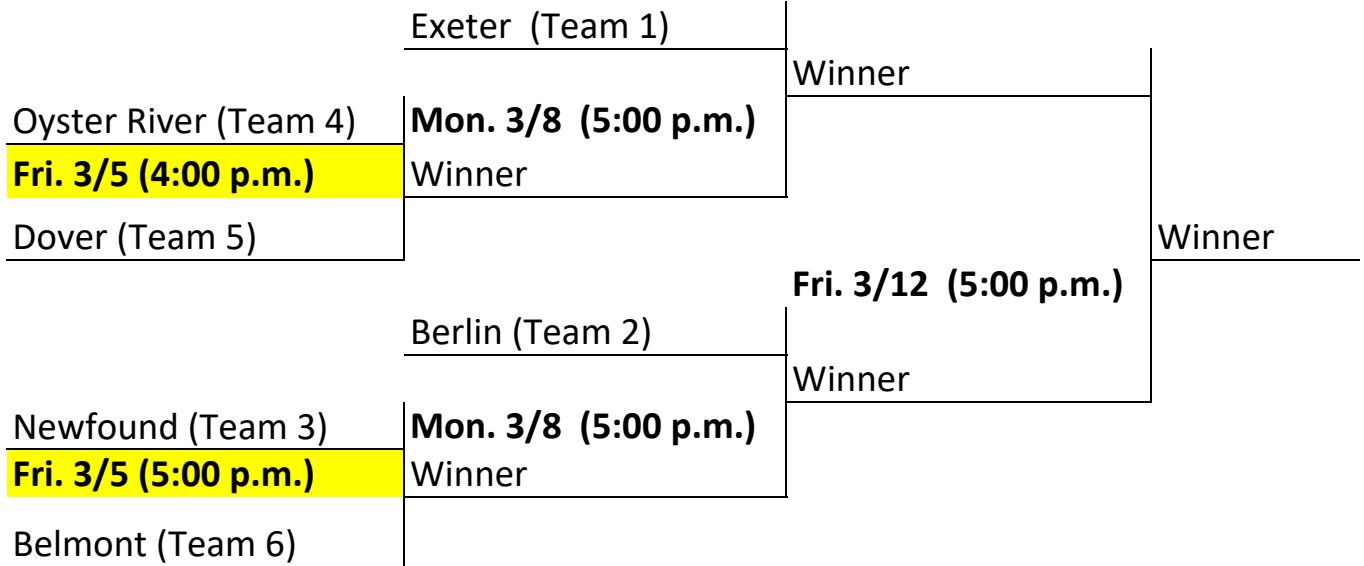 Exeter  (Team 1)
Winner
Oyster River (Team 4)
Mon. 3/8  (5:00 p.m.)
Fri. 3/5 (4:00 p.m.)
Winner
Dover (Team 5)
Winner
Fri. 3/12  (5:00 p.m.)
Berlin (Team 2)
Winner
Newfound (Team 3)
Mon. 3/8  (5:00 p.m.)
Fri. 3/5 (5:00 p.m.)
Winner
Belmont (Team 6)